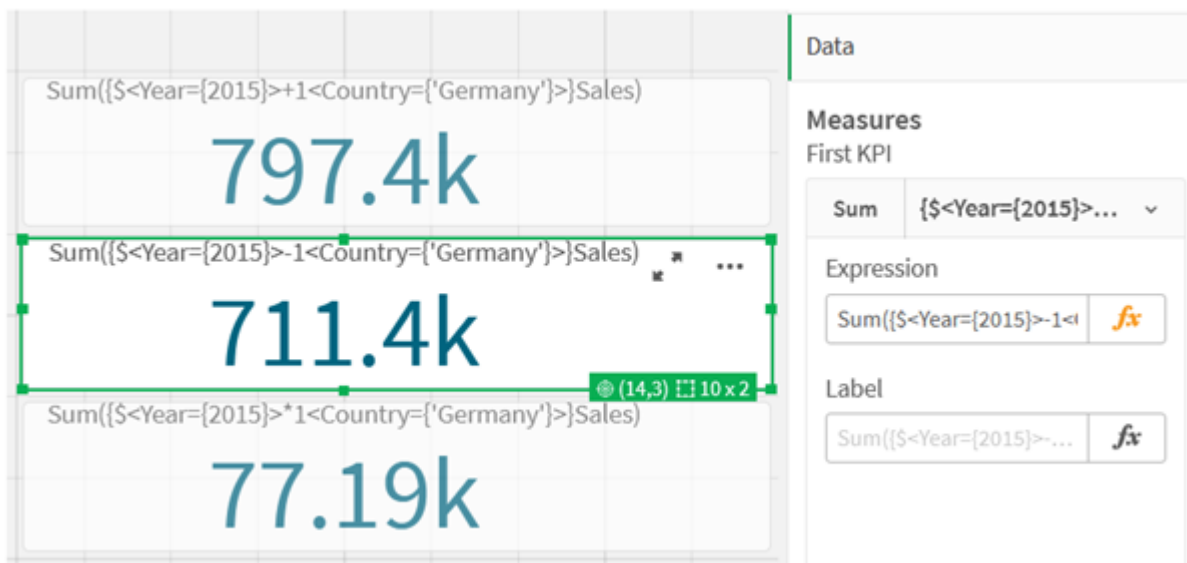 Sum({$<Year={2015}>+1<Country={'Germany'}>}Sales)
797.4k
Sum({$<Year={2015}>-1<Country={'Germany'}>}Sales)
...
711.4k
(14,3) 10 x 2
Sum({$<Year={2015}>*1<Country={'Germany'}>}Sales)
77.19k
Data
Measures
First KPI
Sum {$<Year={2015}>...
Expression
Sum({$<Year={2015}>-1<( fx
Label
Sum({$<Year={2015}>-... fx